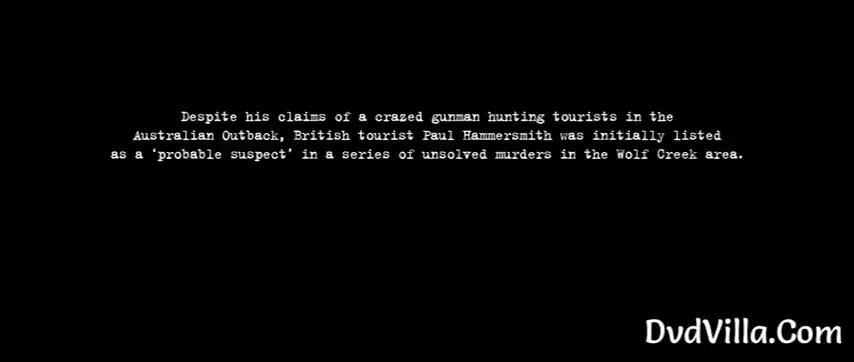 Despite his claims of a crazed gunman hunting tourists in the
Australian Outback, British tourist Paul Hammersmith was initially listed
as a 'probable suspect' in a series of unsolved murders in the Wolf Creek area.
DvdVilla.Com